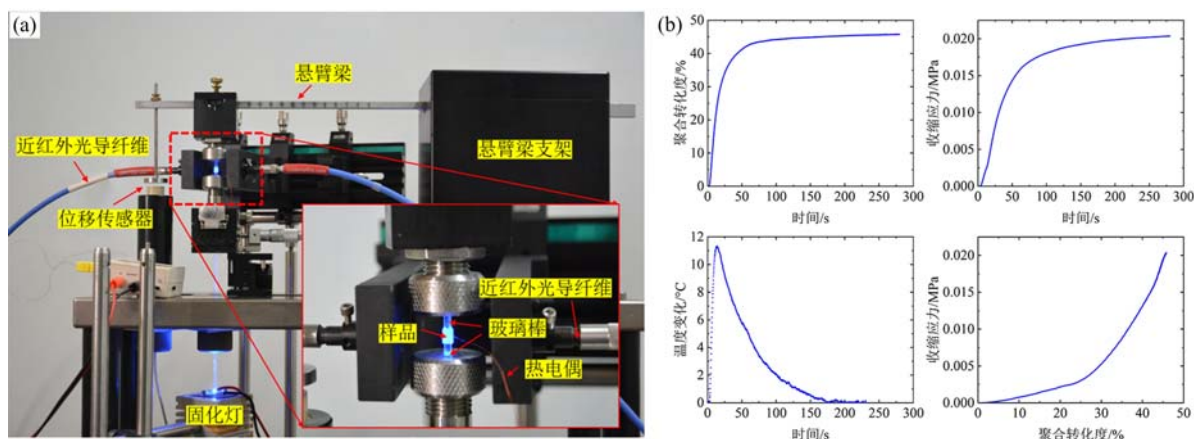 (a)
悬臂梁
近红外光导纤维
悬臂梁支架
位移传感器
近红外光导纤维
样品
玻璃棒
热电偶
固化灯
(b)
聚合转化度/%
50
40
30
20
10
0
0 50 100 150 200 250 300
时间/s
收缩应力/MPa
0.020
0.015
0.010
0.005
0.000
0 50 100 150 200 250 300
时间/s
温度变化/°C
12
10
8
6
4
2
0
0 50 100 150 200 250 300
时间/s
收缩应力/MPa
0.020
0.015
0.010
0.005
0.000
0 10 20 30 40 50
聚合转化度/%